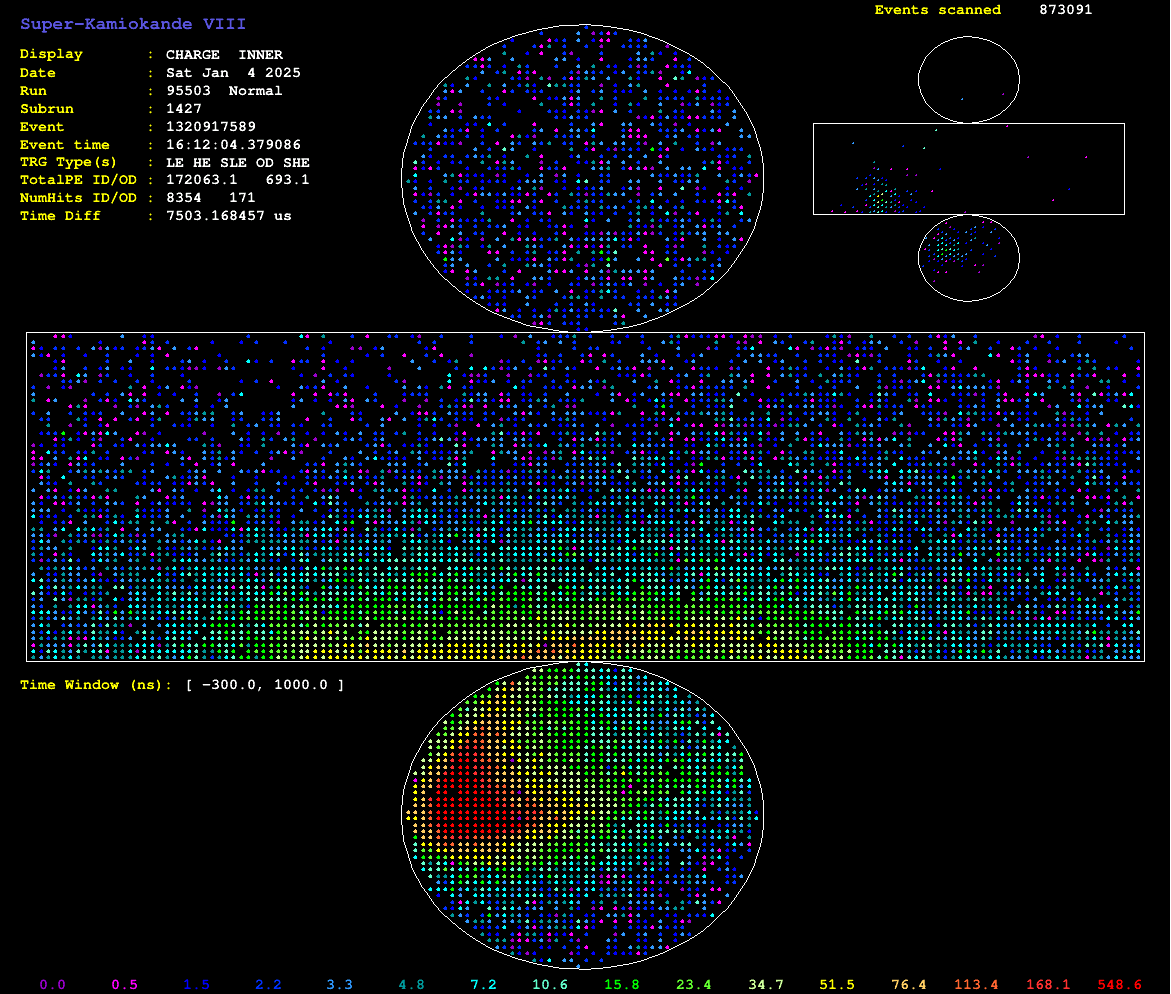 Super-Kamiokande VIII
Events scanned 873091
Display : CHARGE INNER
Date : Sat Jan 4 2025
Run : 95503 Normal
Subrun : 1427
Event : 1320917589
Event time : 16:12:04.379086
TRG Type(s) : LE HE SLE OD SHE
TotalPE ID/OD : 172063.1 693.1
NumHits ID/OD : 8354 171
Time Diff : 7503.168457 us
Time Window (ns): [ −300.0, 1000.0 ]
0.0 0.5 1.5 2.2 3.3 4.8 7.2 10.6 15.8 23.4 34.7 51.5 76.4 113.4 168.1 548.6